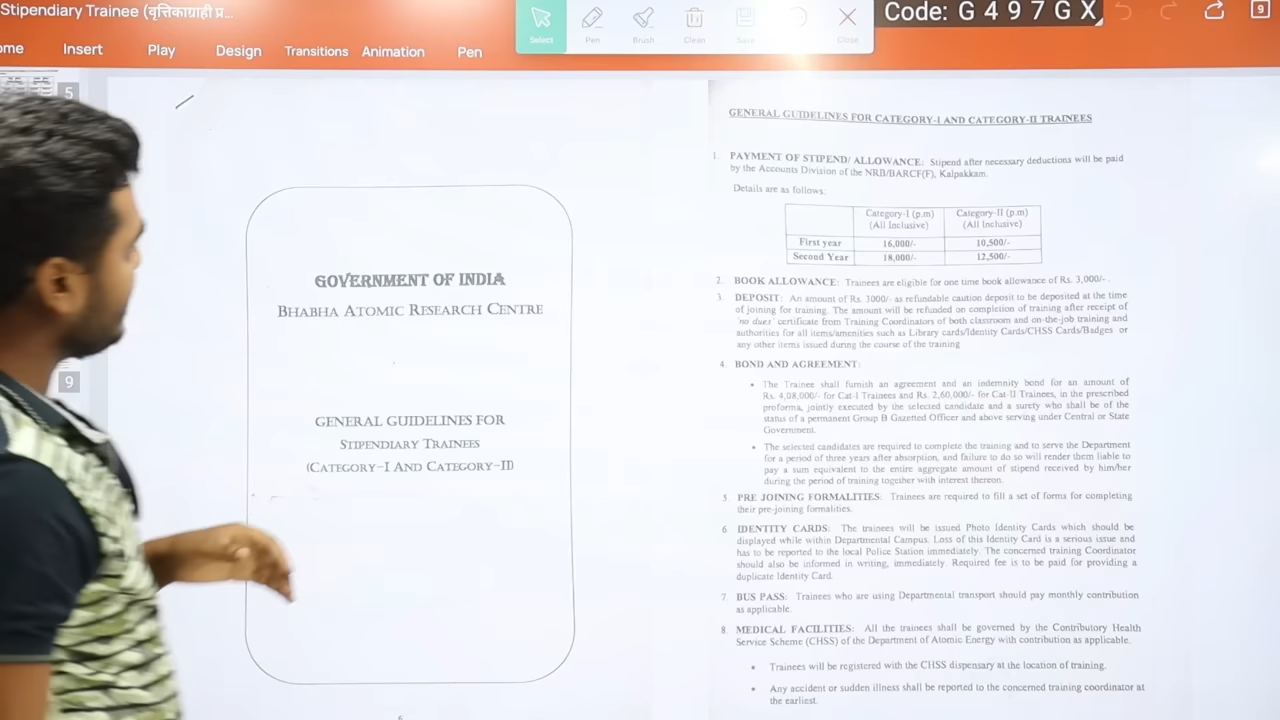 Stipendiary Trainee (वृत्तिकाग्राही प्र...
Code: G 4 9 7 G X
9
ome Insert Play Design Transitions Animation Pen
Select Pen Brush Clean Save Close
5
9
GOVERNMENT OF INDIA
BHABHA ATOMIC RESEARCH CENTRE
GENERAL GUIDELINES FOR
STIPENDIARY TRAINEES
(CATEGORY-I AND CATEGORY-II)
6
GENERAL GUIDELINES FOR CATEGORY-I AND CATEGORY-II TRAINEES
1. PAYMENT OF STIPEND/ ALLOWANCE: Stipend after necessary deductions will be paid
by the Accounts Division of the NRB/BARCF(F), Kalpakkam.
Details are as follows:
Category-I (p.m) Category-II (p.m)
(All Inclusive) (All Inclusive)
First year 16,000/- 10,500/-
Second Year 18,000/- 12,500/-
2. BOOK ALLOWANCE: Trainees are eligible for one time book allowance of Rs. 3,000/-.
3. DEPOSIT: An amount of Rs. 3000/- as refundable caution deposit to be deposited at the time
of joining for training. The amount will be refunded on completion of training after receipt of
'no dues' certificate from Training Coordinators of both classroom and on-the-job training and
authorities for all items/amenities such as Library cards/Identity Cards/CHSS Cards/Badges or
any other items issued during the course of the training
4. BOND AND AGREEMENT:
• The Trainee shall furnish an agreement and an indemnity bond for an amount of
Rs. 4,08,000/- for Cat-I Trainees and Rs. 2,60,000/- for Cat-II Trainees, in the prescribed
proforma, jointly executed by the selected candidate and a surety who shall be of the
status of a permanent Group B Gazetted Officer and above serving under Central or State
Government.
• The selected candidates are required to complete the training and to serve the Department
for a period of three years after absorption, and failure to do so will render them liable to
pay a sum equivalent to the entire aggregate amount of stipend received by him/her
during the period of training together with interest thereon.
5. PRE JOINING FORMALITIES: Trainees are required to fill a set of forms for completing
their pre-joining formalities.
6 IDENTITY CARDS: The trainees will be issued Photo Identity Cards which should be
displayed while within Departmental Campus. Loss of this Identity Card is a serious issue and
has to be reported to the local Police Station immediately. The concerned training Coordinator
should also be informed in writing, immediately. Required fee is to be paid for providing a
duplicate Identity Card.
7 BUS PASS: Trainees who are using Departmental transport should pay monthly contribution
as applicable.
8. MEDICAL FACILITIES: All the trainees shall be governed by the Contributory Health
Service Scheme (CHSS) of the Department of Atomic Energy with contribution as applicable.
• Trainees will be registered with the CHSS dispensary at the location of training.
• Any accident or sudden illness shall be reported to the concerned training coordinator at
the earliest.